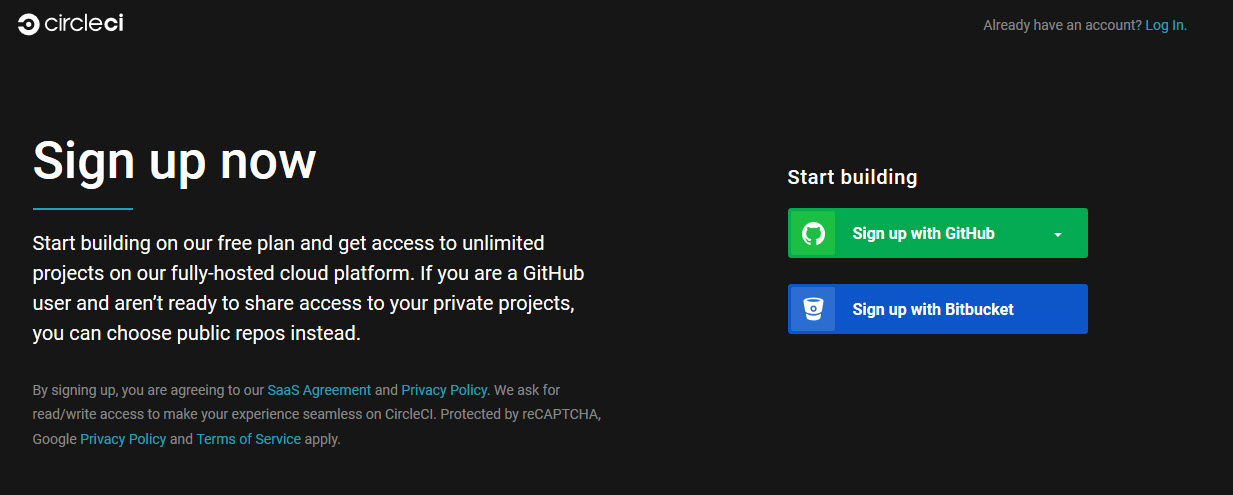 circleci
Already have an account? Log In.
Sign up now
Start building on our free plan and get access to unlimited
projects on our fully-hosted cloud platform. If you are a GitHub
user and aren’t ready to share access to your private projects,
you can choose public repos instead.
By signing up, you are agreeing to our SaaS Agreement and Privacy Policy. We ask for
read/write access to make your experience seamless on CircleCI. Protected by reCAPTCHA,
Google Privacy Policy and Terms of Service apply.
Start building
Sign up with GitHub
Sign up with Bitbucket